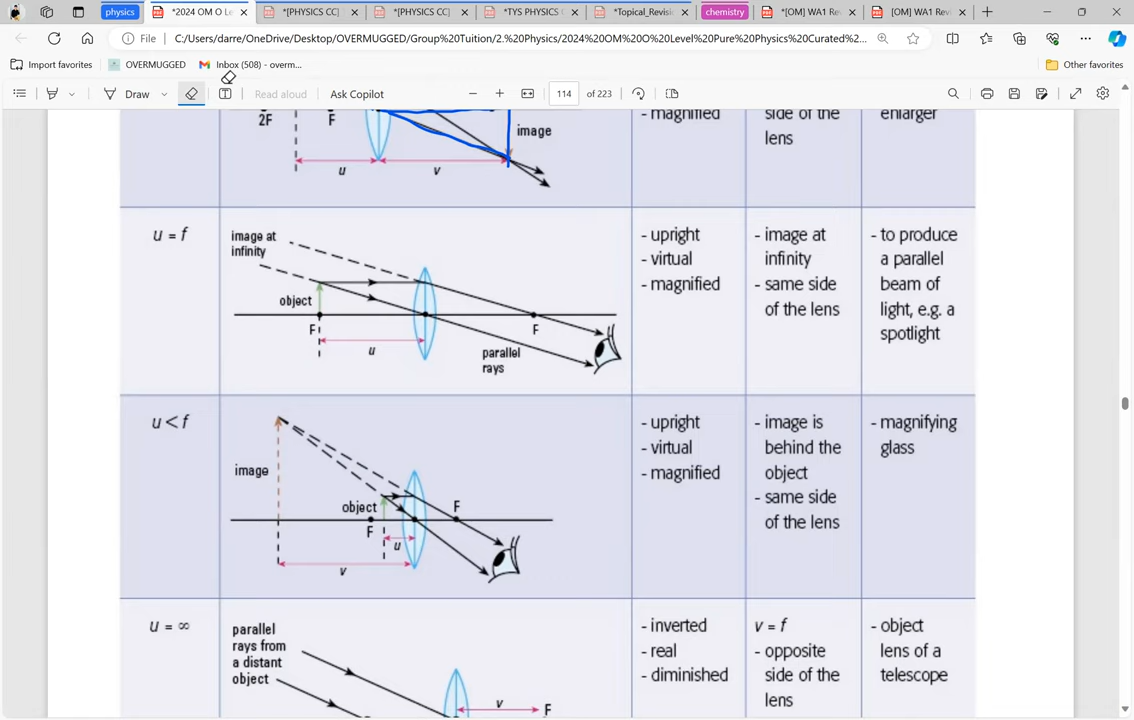 physics
*2024 OM O Le
*[PHYSICS CC]
*[PHYSICS CC]
*TYS PHYSICS
*Topical_Revisi
chemistry
*[OM] WA1 Re
[OM] WA1 Revi
File
C:/Users/darre/OneDrive/Desktop/OVERMUGGED/Group%20Tuition/2.%20Physics/2024%20OM%20O%20Level%20Pure%20Physics%20Curated%2...
Import favorites
OVERMUGGED
Inbox (508) – overm...
Other favorites
Draw
Read aloud
Ask Copilot
114
of 223
2F
F
image
u
v
- magnified
side of the
lens
enlarger
u = f
image at
infinity
object
F
u
F
parallel
rays
- upright
- virtual
- magnified
- image at
infinity
- same side
of the lens
- to produce
a parallel
beam of
light, e.g. a
spotlight
u < f
image
object
F
F
u
v
- upright
- virtual
- magnified
- image is
behind the
object
- same side
of the lens
- magnifying
glass
u = ∞
parallel
rays from
a distant
object
v
F
- inverted
- real
- diminished
v = f
- opposite
side of the
lens
- object
lens of a
telescope